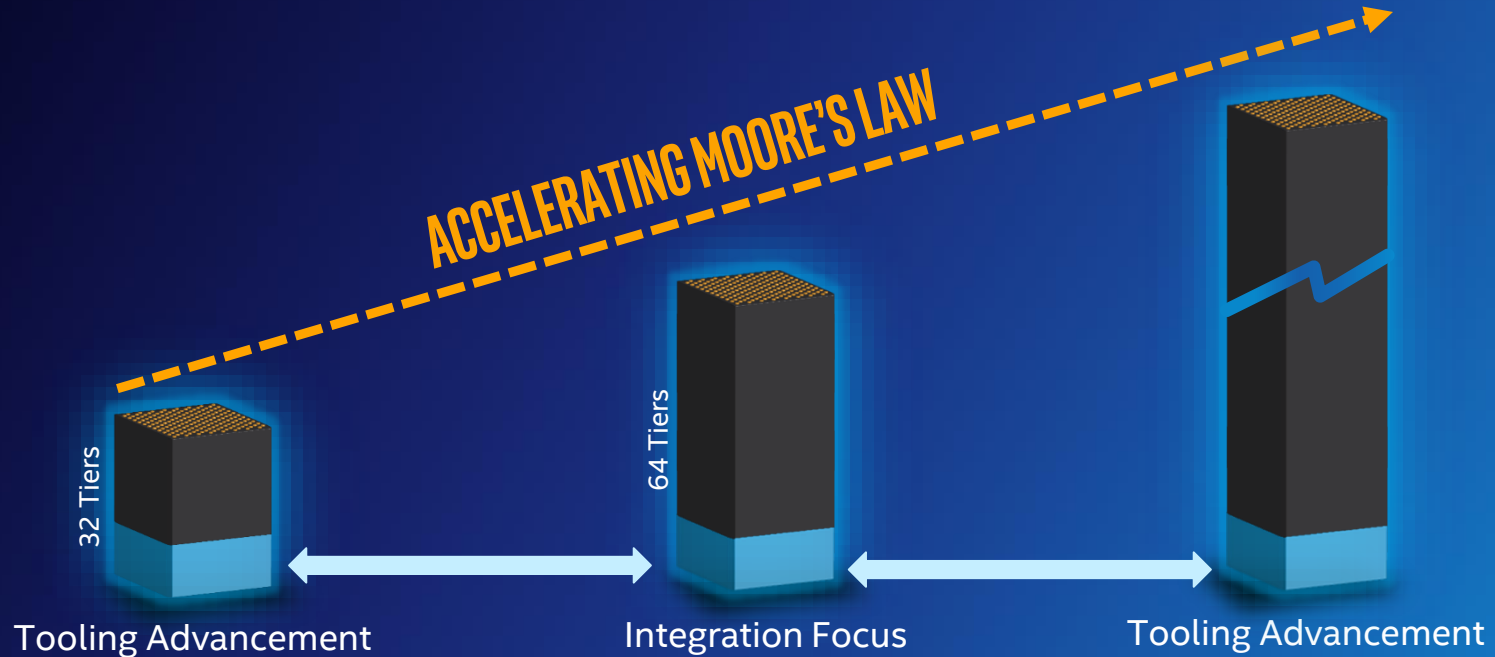 ACCELERATING MOORE'S LAW
32 Tiers
64 Tiers
Tooling Advancement
Integration Focus
Tooling Advancement